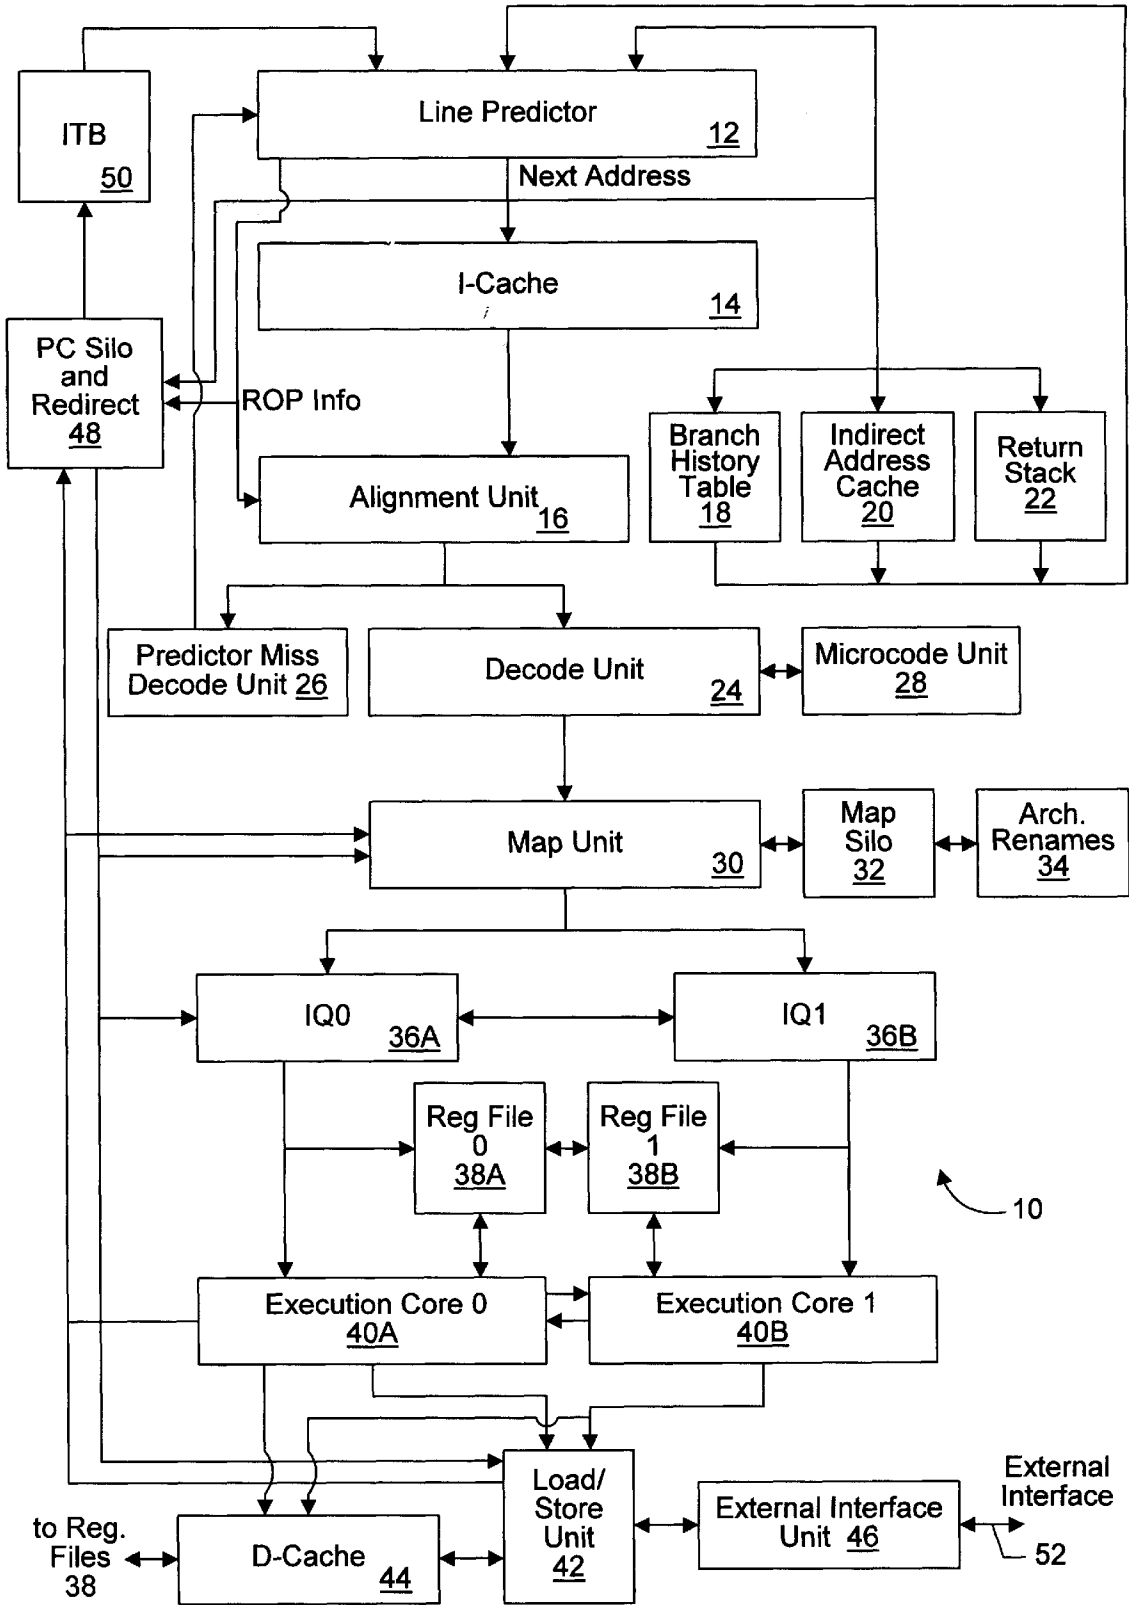 Line Predictor
12
ITB
50
Next Address
I-Cache
14
PC Silo
and
Redirect
48
ROP Info
Alignment Unit
16
Branch
History
Table
18
Indirect
Address
Cache
20
Return
Stack
22
Predictor Miss
Decode Unit 26
Decode Unit
24
Microcode Unit
28
Map Unit
30
Map
Silo
32
Arch.
Renames
34
IQ0
36A
IQ1
36B
Reg File
0
38A
Reg File
1
38B
10
Execution Core 0
40A
Execution Core 1
40B
Load/
Store
Unit
42
External Interface
Unit 46
External
Interface
52
to Reg.
Files
38
D-Cache
44